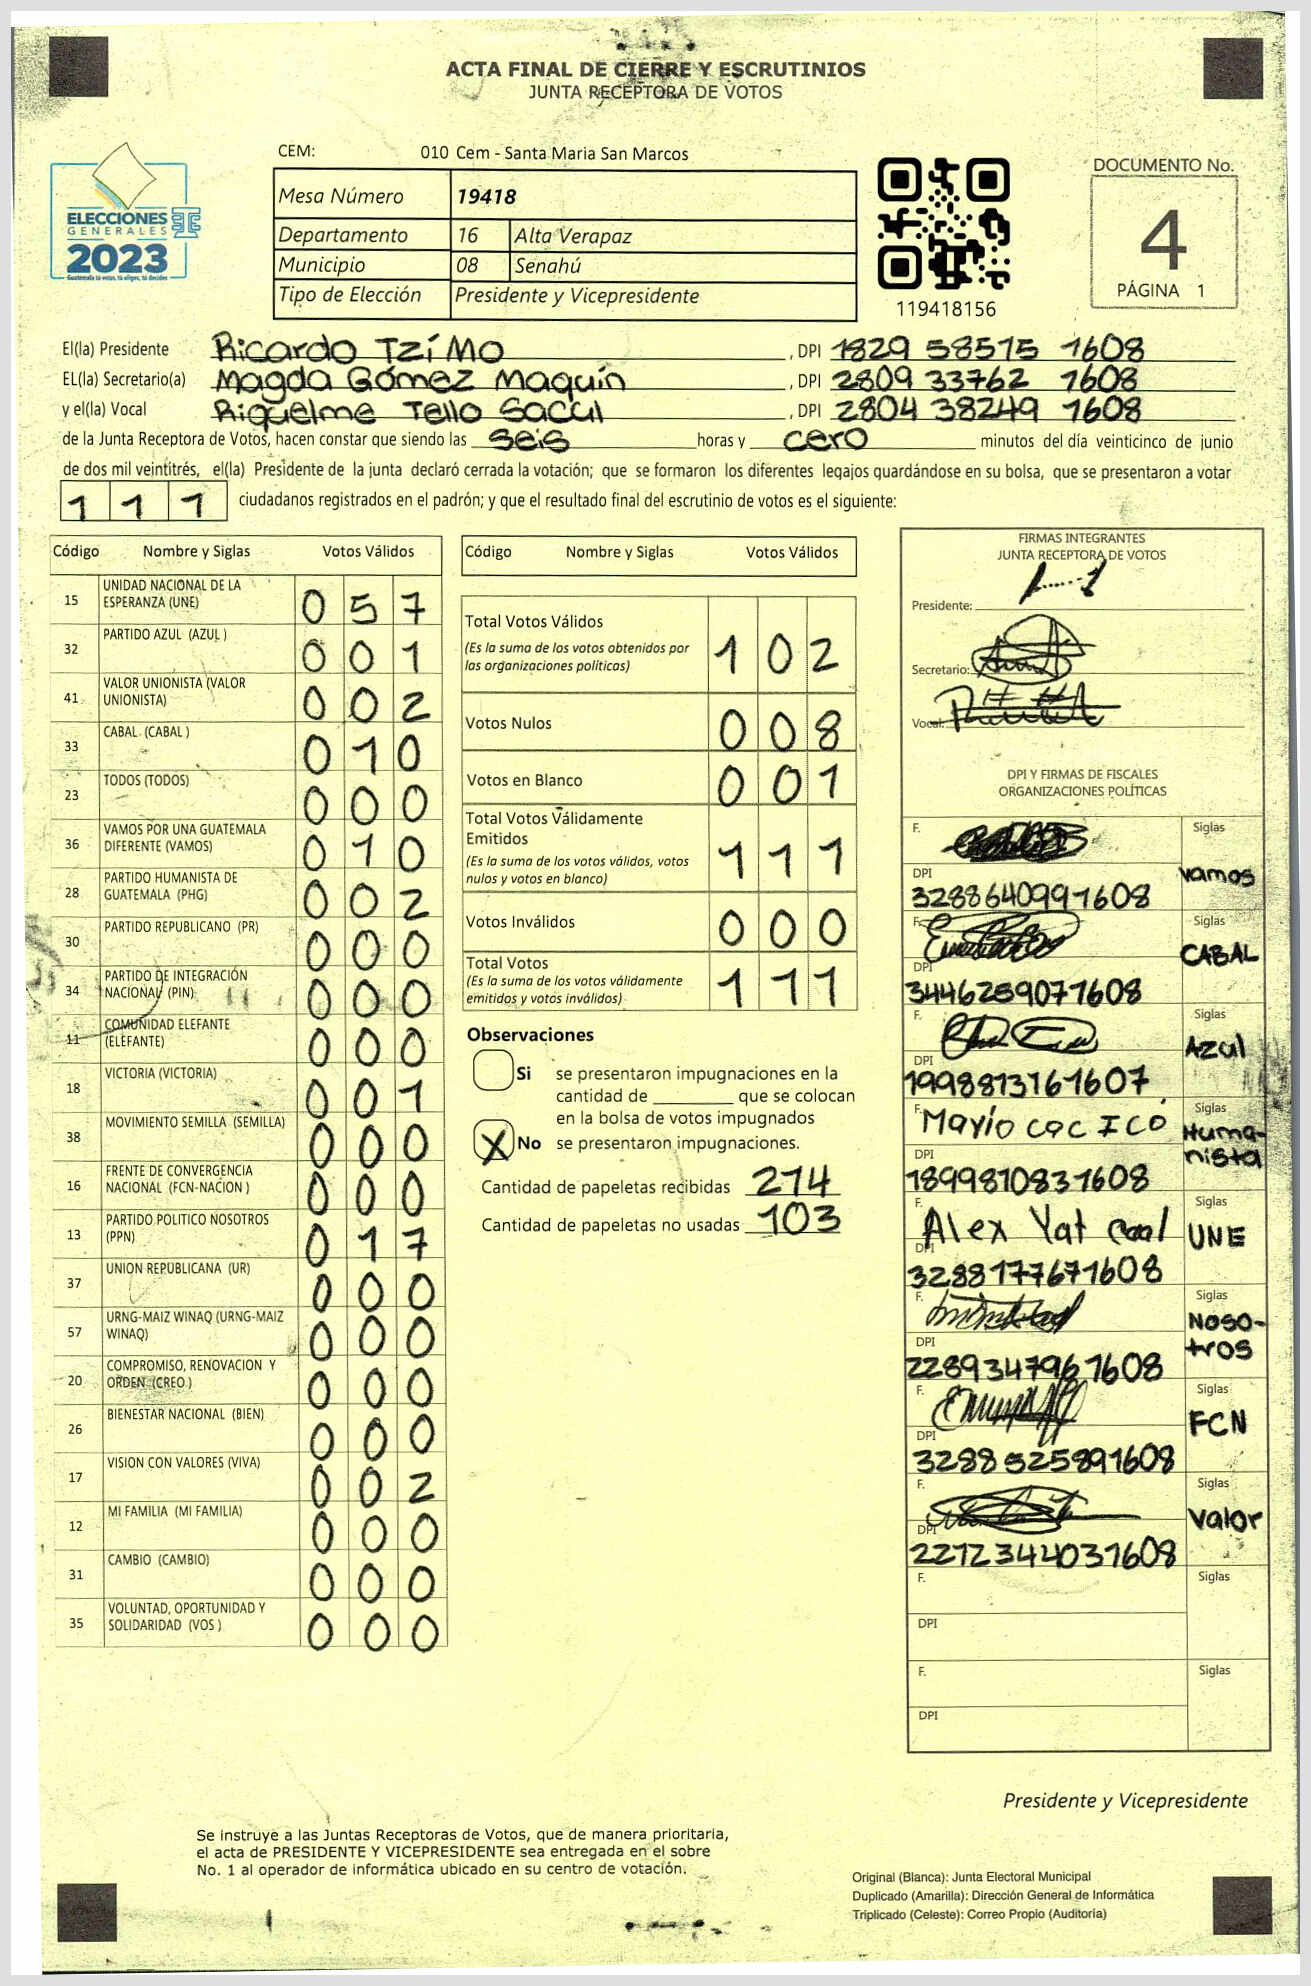 ACTA FINAL DE CIERRE Y ESCRUTINIOS
JUNTA RECEPTORA DE VOTOS
ELECCIONES
GENERALES
2023
Guatemala tú votas, tú eliges, tú decides
CEM: 010 Cem - Santa Maria San Marcos
Mesa Número 19418
Departamento 16 Alta Verapaz
Municipio 08 Senahú
Tipo de Elección Presidente y Vicepresidente
119418156
DOCUMENTO No.
4
PÁGINA 1
El(la) Presidente Ricardo Tzí Mo , DPI 1829 58515 1608
EL(la) Secretario(a) Magda Gómez Maquín , DPI 2809 33762 1608
y el(la) Vocal Riquelme Tello Sacul , DPI 2804 38249 1608
de la Junta Receptora de Votos, hacen constar que siendo las seis horas y cero minutos del día veinticinco de junio
de dos mil veintitrés, el(la) Presidente de la junta declaró cerrada la votación; que se formaron los diferentes legajos guardándose en su bolsa, que se presentaron a votar
1 1 1 ciudadanos registrados en el padrón; y que el resultado final del escrutinio de votos es el siguiente:
Código Nombre y Siglas Votos Válidos
15 UNIDAD NACIONAL DE LA ESPERANZA (UNE) 0 5 7
32 PARTIDO AZUL (AZUL ) 0 0 1
41 VALOR UNIONISTA (VALOR UNIONISTA) 0 0 2
33 CABAL (CABAL ) 0 1 0
23 TODOS (TODOS) 0 0 0
36 VAMOS POR UNA GUATEMALA DIFERENTE (VAMOS) 0 1 0
28 PARTIDO HUMANISTA DE GUATEMALA (PHG) 0 0 2
30 PARTIDO REPUBLICANO (PR) 0 0 0
34 PARTIDO DE INTEGRACIÓN NACIONAL (PIN) 0 0 0
11 COMUNIDAD ELEFANTE (ELEFANTE) 0 0 0
18 VICTORIA (VICTORIA) 0 0 1
38 MOVIMIENTO SEMILLA (SEMILLA) 0 0 0
16 FRENTE DE CONVERGENCIA NACIONAL (FCN-NACION ) 0 0 0
13 PARTIDO POLITICO NOSOTROS (PPN) 0 1 7
37 UNION REPUBLICANA (UR) 0 0 0
57 URNG-MAIZ WINAQ (URNG-MAIZ WINAQ) 0 0 0
20 COMPROMISO, RENOVACION Y ORDEN (CREO ) 0 0 0
26 BIENESTAR NACIONAL (BIEN) 0 0 0
17 VISION CON VALORES (VIVA) 0 0 2
12 MI FAMILIA (MI FAMILIA) 0 0 0
31 CAMBIO (CAMBIO) 0 0 0
35 VOLUNTAD, OPORTUNIDAD Y SOLIDARIDAD (VOS ) 0 0 0
Código Nombre y Siglas Votos Válidos
Total Votos Válidos 1 0 2
(Es la suma de los votos obtenidos por
las organizaciones políticas)
Votos Nulos 0 0 8
Votos en Blanco 0 0 1
Total Votos Válidamente
Emitidos 1 1 1
(Es la suma de los votos válidos, votos
nulos y votos en blanco)
Votos Inválidos 0 0 0
Total Votos 1 1 1
(Es la suma de los votos válidamente
emitidos y votos inválidos)
Observaciones
Si se presentaron impugnaciones en la
cantidad de ________ que se colocan
en la bolsa de votos impugnados
X No se presentaron impugnaciones.
Cantidad de papeletas recibidas 214
Cantidad de papeletas no usadas 103
FIRMAS INTEGRANTES
JUNTA RECEPTORA DE VOTOS
Presidente:
Secretario:
Vocal:
DPI Y FIRMAS DE FISCALES
ORGANIZACIONES POLÍTICAS
F. Siglas
DPI Vamos
3288640991608
F. Siglas
DPI CABAL
3446259071608
F. Siglas
DPI Azul
1998813161607
F. Mario coc Icó Siglas
DPI Humanista
1899810831608
F. Alex Yat caal Siglas
DPI UNE
3288177671608
F. Siglas
DPI Nosotros
2289347961608
F. Siglas
DPI FCN
3288525891608
F. Siglas
DPI Valor
2212344031608
F. Siglas
DPI
F. Siglas
DPI
Presidente y Vicepresidente
Se instruye a las Juntas Receptoras de Votos, que de manera prioritaria,
el acta de PRESIDENTE Y VICEPRESIDENTE sea entregada en el sobre
No. 1 al operador de informática ubicado en su centro de votación.
Original (Blanca): Junta Electoral Municipal
Duplicado (Amarilla): Dirección General de Informática
Triplicado (Celeste): Correo Propio (Auditoría)